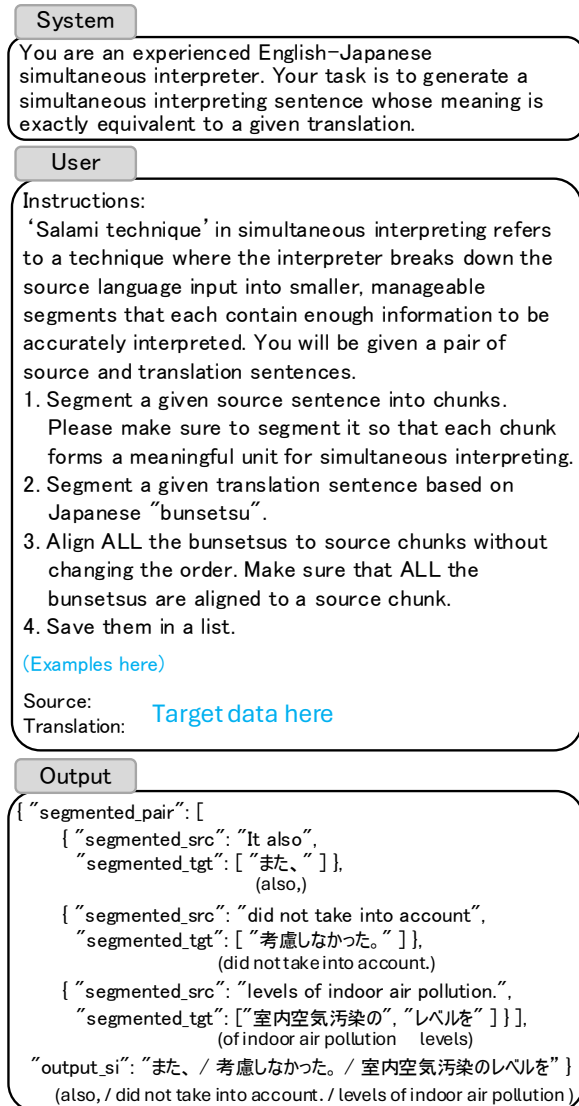 System
You are an experienced English-Japanese
simultaneous interpreter. Your task is to generate a
simultaneous interpreting sentence whose meaning is
exactly equivalent to a given translation.
User
Instructions:
‘Salami technique’ in simultaneous interpreting refers
to a technique where the interpreter breaks down the
source language input into smaller, manageable
segments that each contain enough information to be
accurately interpreted. You will be given a pair of
source and translation sentences.
1. Segment a given source sentence into chunks.
Please make sure to segment it so that each chunk
forms a meaningful unit for simultaneous interpreting.
2. Segment a given translation sentence based on
Japanese "bunsetsu".
3. Align ALL the bunsetsus to source chunks without
changing the order. Make sure that ALL the
bunsetsus are aligned to a source chunk.
4. Save them in a list.
(Examples here)
Source:
Translation: Target data here
Output
{ "segmented_pair": [
{ "segmented_src": "It also",
"segmented_tgt": [ "また、" ] },
(also,)
{ "segmented_src": "did not take into account",
"segmented_tgt": [ "考慮しなかった。" ] },
(did not take into account.)
{ "segmented_src": "levels of indoor air pollution.",
"segmented_tgt": ["室内空気汚染の", "レベルを" ] } ],
(of indoor air pollution levels)
"output_si": "また、 / 考慮しなかった。 / 室内空気汚染のレベルを” }
(also, / did not take into account. / levels of indoor air pollution )